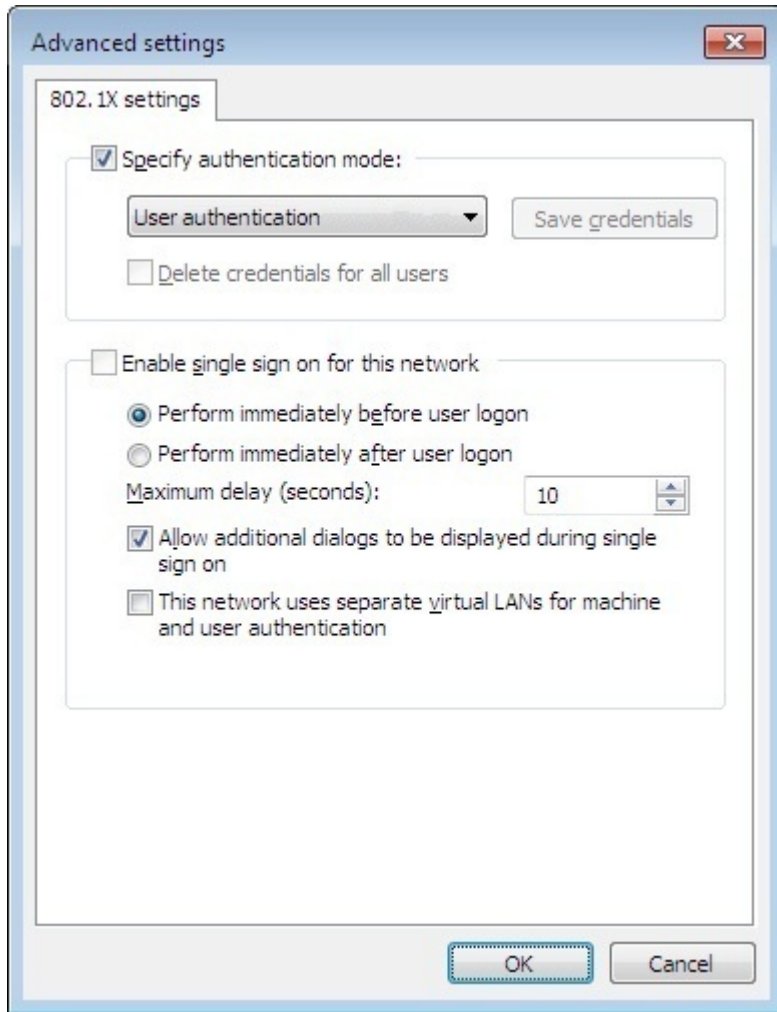 Advanced settings
802.1X settings
Specify authentication mode:
User authentication
Save credentials
Delete credentials for all users
Enable single sign on for this network
Perform immediately before user logon
Perform immediately after user logon
Maximum delay (seconds):
10
Allow additional dialogs to be displayed during single
sign on
This network uses separate virtual LANs for machine
and user authentication
OK
Cancel